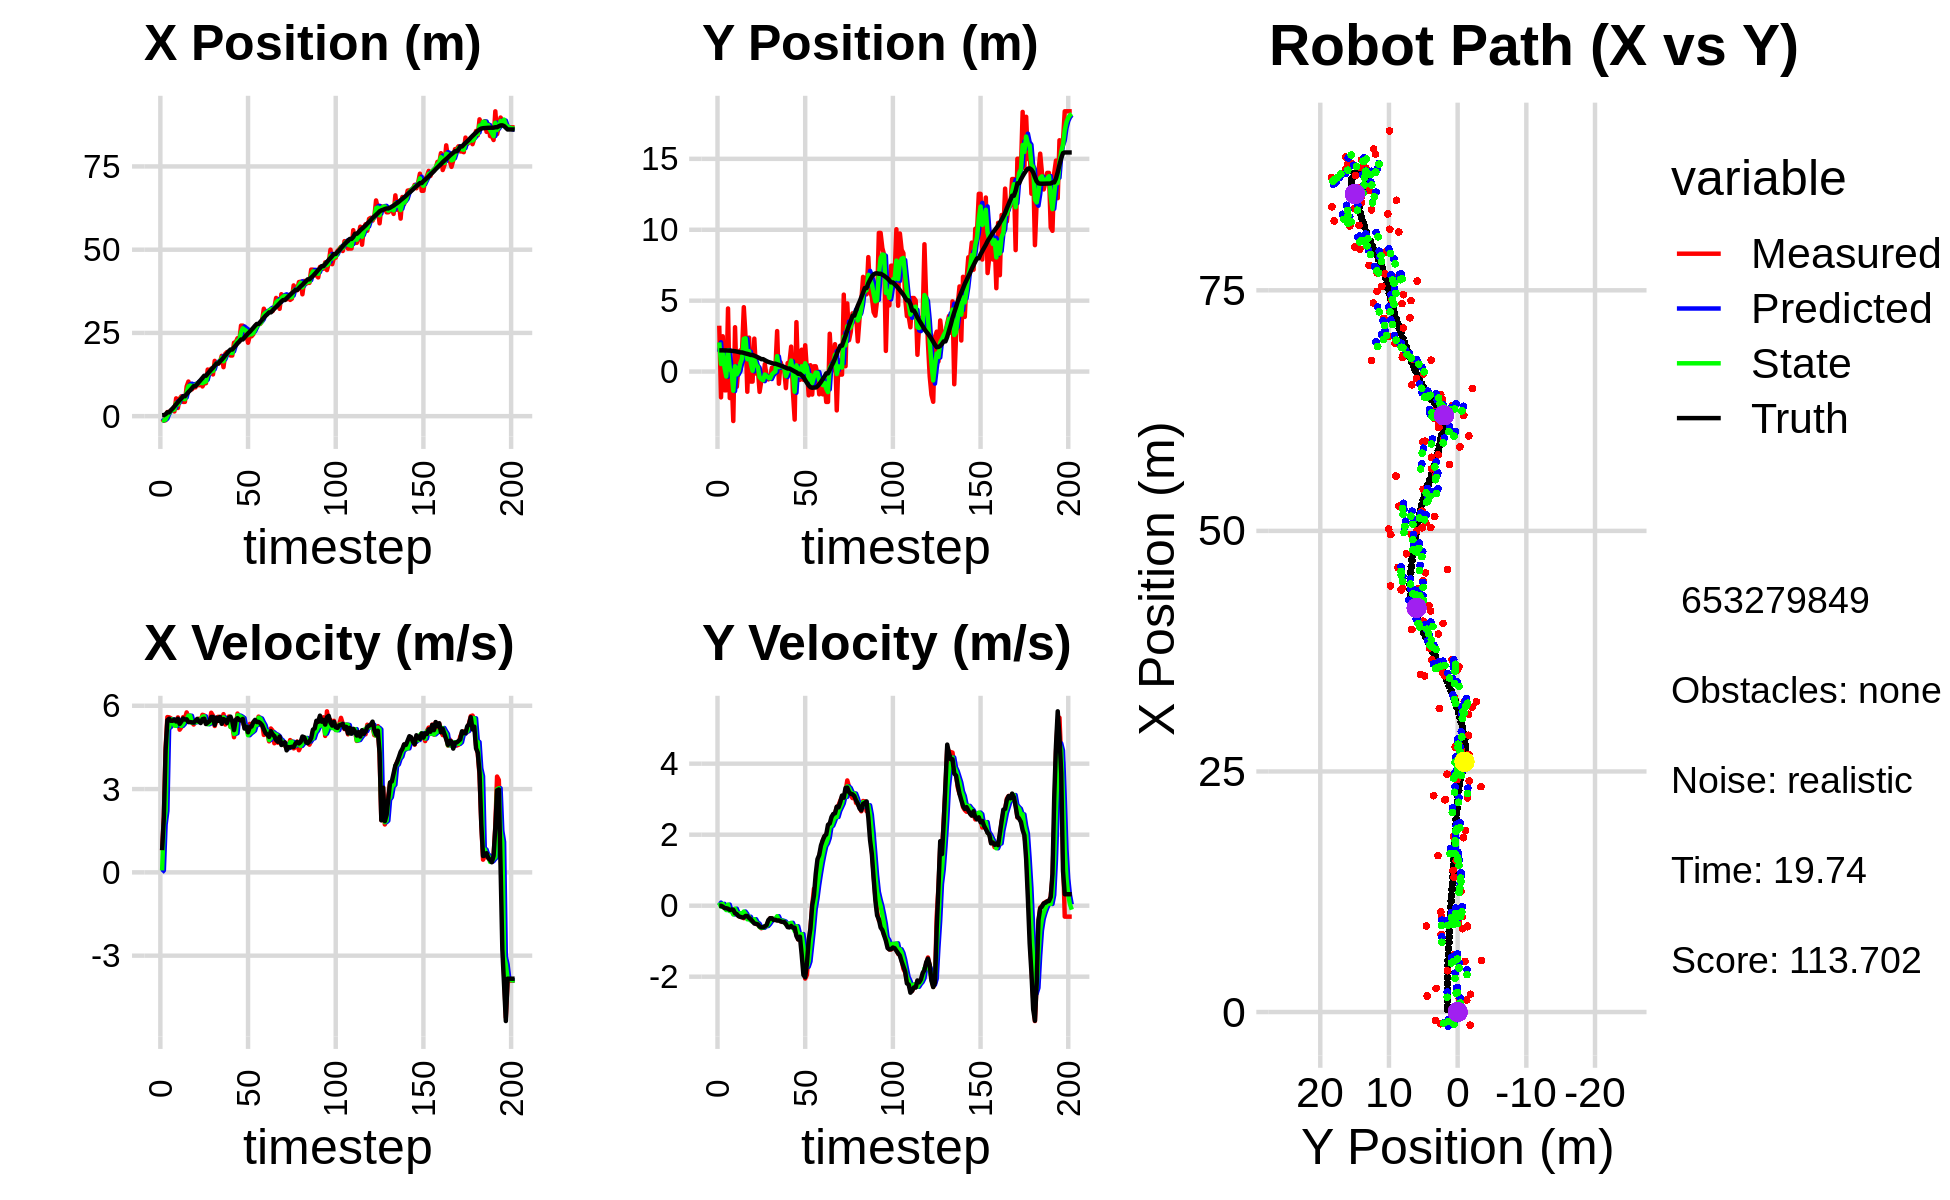 X Position (m)
75
50
25
0
0 50 100 150 200
timestep
Y Position (m)
15
10
5
0
0 50 100 150 200
timestep
X Velocity (m/s)
6
3
0
-3
0 50 100 150 200
timestep
Y Velocity (m/s)
4
2
0
-2
0 50 100 150 200
timestep
Robot Path (X vs Y)
X Position (m)
75
50
25
0
20 10 0 -10 -20
Y Position (m)
variable
Measured
Predicted
State
Truth
653279849
Obstacles: none
Noise: realistic
Time: 19.74
Score: 113.702